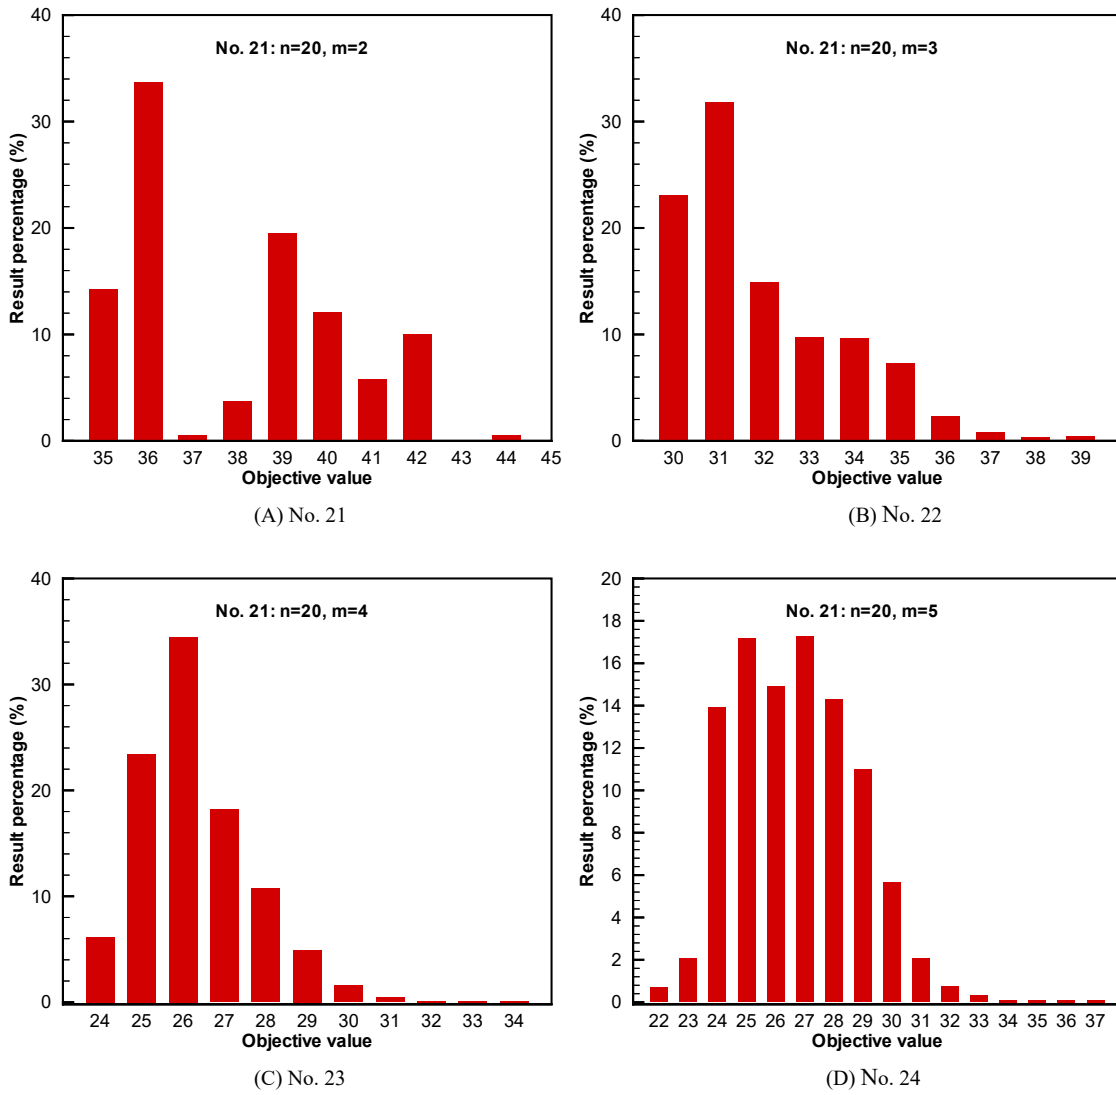 No. 21: n=20, m=2
Result percentage (%)
40
30
20
10
0
35 36 37 38 39 40 41 42 43 44 45
Objective value
(A) No. 21
No. 21: n=20, m=3
Result percentage (%)
40
30
20
10
0
30 31 32 33 34 35 36 37 38 39
Objective value
(B) No. 22
No. 21: n=20, m=4
Result percentage (%)
40
30
20
10
0
24 25 26 27 28 29 30 31 32 33 34
Objective value
(C) No. 23
No. 21: n=20, m=5
Result percentage (%)
20
18
16
14
12
10
8
6
4
2
0
22 23 24 25 26 27 28 29 30 31 32 33 34 35 36 37
Objective value
(D) No. 24